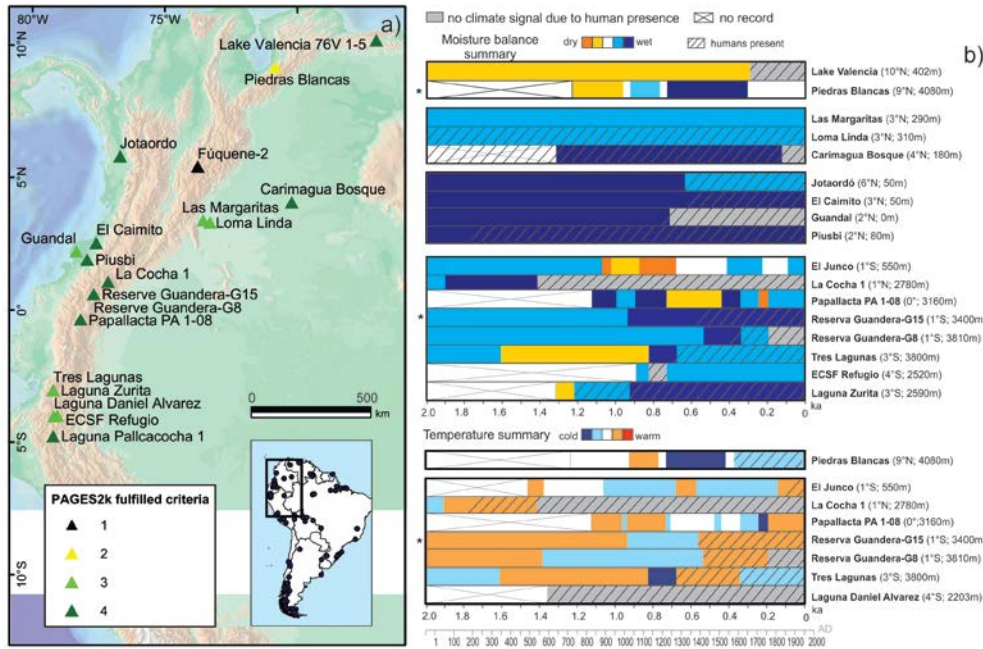 75°W
70°W
a)
10°N
5°N
0°
5°S
10°S
Lake Valencia 76V 1-5
Piedras Blancas
Jotaordo
Fúquene-2
Carimagua Bosque
Las Margaritas
Loma Linda
Guandal
El Caimito
Piusbi
La Cocha 1
Reserve Guandera-G15
Reserve Guandera-G8
Papallacta PA 1-08
Tres Lagunas
Laguna Zurita
Laguna Daniel Alvarez
ECSF Refugio
Laguna Pallcacocha 1
0 500
km
PAGES2k fulfilled criteria
1
2
3
4
no climate signal due to human presence
no record
b)
Moisture balance summary
dry wet
humans present
Lake Valencia (10°N; 402m)
* Piedras Blancas (9°N; 4080m)
Las Margaritas (3°N; 290m)
Loma Linda (3°N; 310m)
Carimagua Bosque (4°N; 180m)
Jotaordó (6°N; 50m)
El Caimito (3°N; 50m)
Guandal (2°N; 0m)
Piusbi (2°N; 80m)
El Junco (1°S; 550m)
La Cocha 1 (1°N; 2780m)
Papallacta PA 1-08 (0°; 3160m)
* Reserva Guandera-G15 (1°S; 3400m)
Reserva Guandera-G8 (1°S; 3810m)
Tres Lagunas (3°S; 3800m)
ECSF Refugio (4°S; 2520m)
Laguna Zurita (3°S; 2590m)
2.0 1.8 1.6 1.4 1.2 1.0 0.8 0.6 0.4 0.2 0
ka
Temperature summary
cold warm
Piedras Blancas (9°N; 4080m)
El Junco (1°S; 550m)
La Cocha 1 (1°N; 2780m)
Papallacta PA 1-08 (0°;3160m)
* Reserva Guandera-G15 (1°S; 3400m)
Reserva Guandera-G8 (1°S; 3810m)
Tres Lagunas (3°S; 3800m)
Laguna Daniel Alvarez (4°S; 2203m)
2.0 1.8 1.6 1.4 1.2 1.0 0.8 0.6 0.4 0.2 0
ka
AD
1 100 200 300 400 500 600 700 800 900 1000 1100 1200 1300 1400 1500 1600 1700 1800 1900 2000